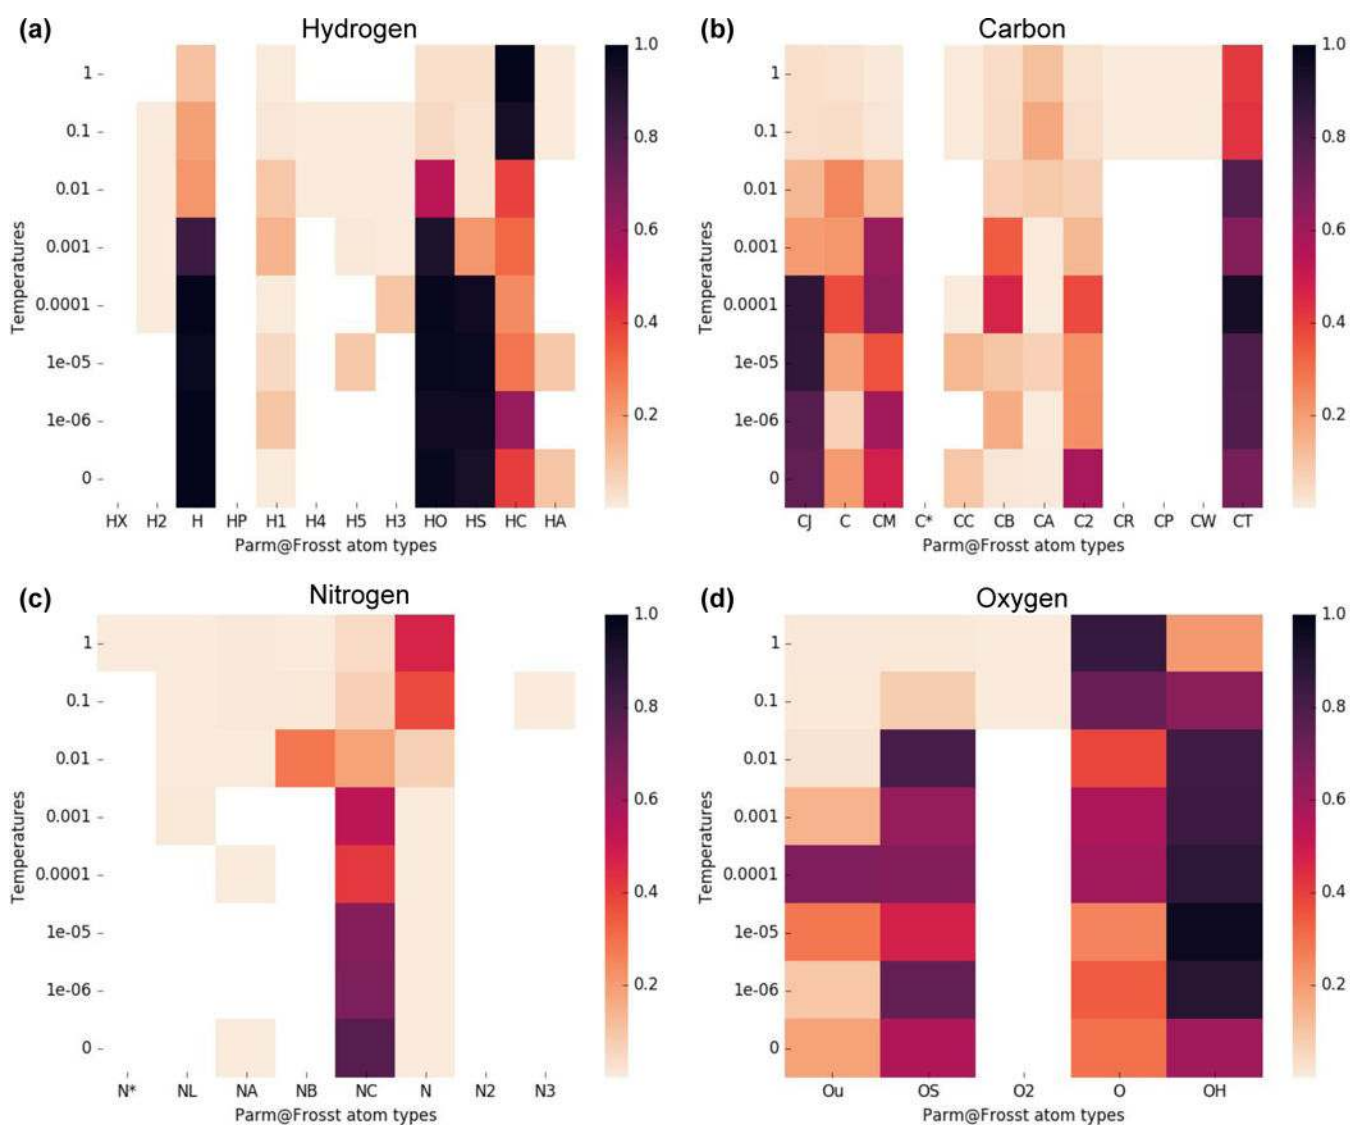 (a) Hydrogen
1
0.1
0.01
0.001
0.0001
1e-05
1e-06
0
Temperatures
HX H2 H HP H1 H4 H5 H3 HO HS HC HA
Parm@Frosst atom types
1.0
0.8
0.6
0.4
0.2
(b) Carbon
1
0.1
0.01
0.001
0.0001
1e-05
1e-06
0
Temperatures
CJ C CM C* CC CB CA C2 CR CP CW CT
Parm@Frosst atom types
1.0
0.8
0.6
0.4
0.2
(c) Nitrogen
1
0.1
0.01
0.001
0.0001
1e-05
1e-06
0
Temperatures
N* NL NA NB NC N N2 N3
Parm@Frosst atom types
1.0
0.8
0.6
0.4
0.2
(d) Oxygen
1
0.1
0.01
0.001
0.0001
1e-05
1e-06
0
Temperatures
Ou OS O2 O OH
Parm@Frosst atom types
1.0
0.8
0.6
0.4
0.2